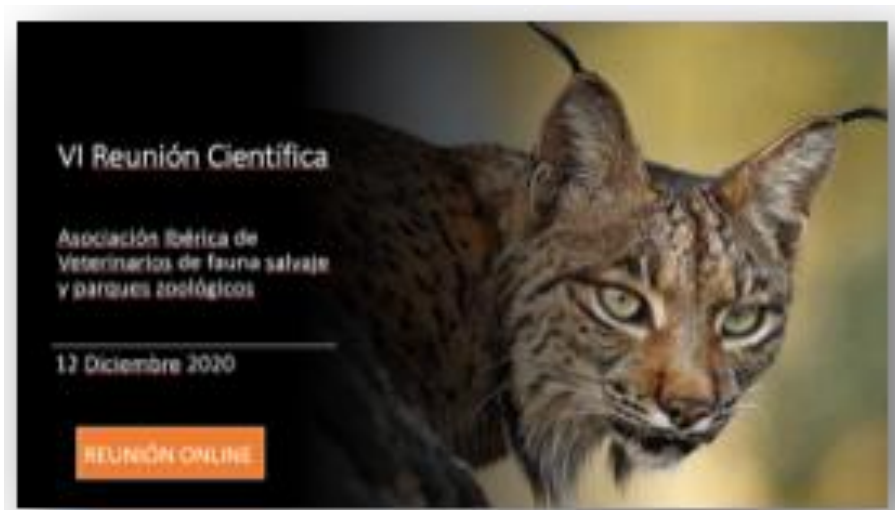 VI Reunión Científica
Asociación Ibérica de
Veterinarios de fauna salvaje
y parques zoológicos
12 Diciembre 2020
REUNIÓN ONLINE